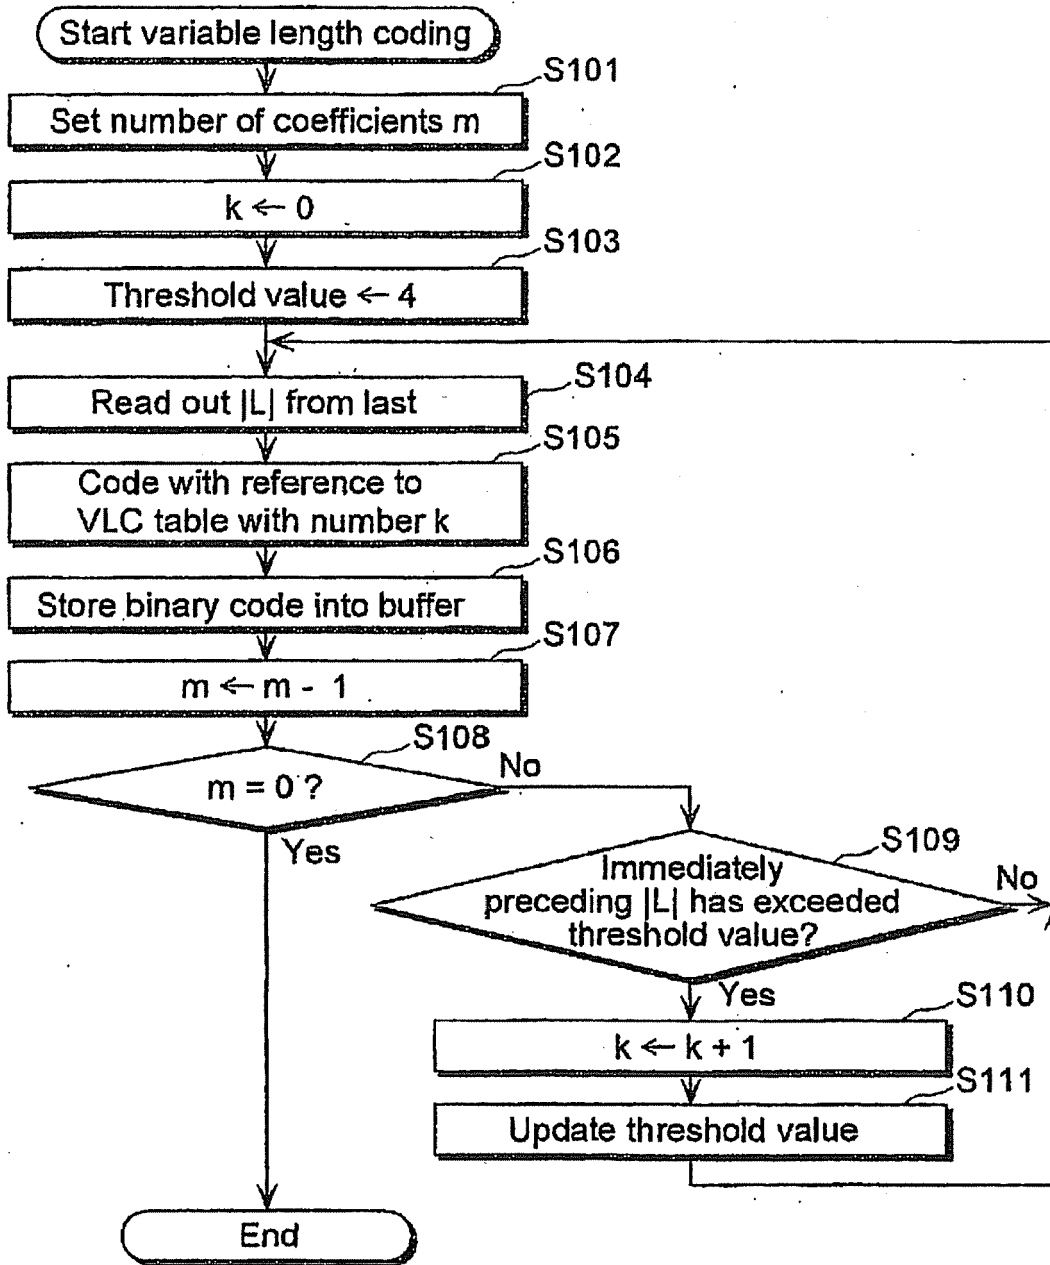 Start variable length coding
S101
Set number of coefficients m
S102
k ← 0
S103
Threshold value ← 4
S104
Read out |L| from last
S105
Code with reference to
VLC table with number k
S106
Store binary code into buffer
S107
m ← m - 1
S108
m = 0 ?
No
Yes
S109
Immediately
preceding |L| has exceeded
threshold value?
No
Yes
S110
k ← k + 1
S111
Update threshold value
End